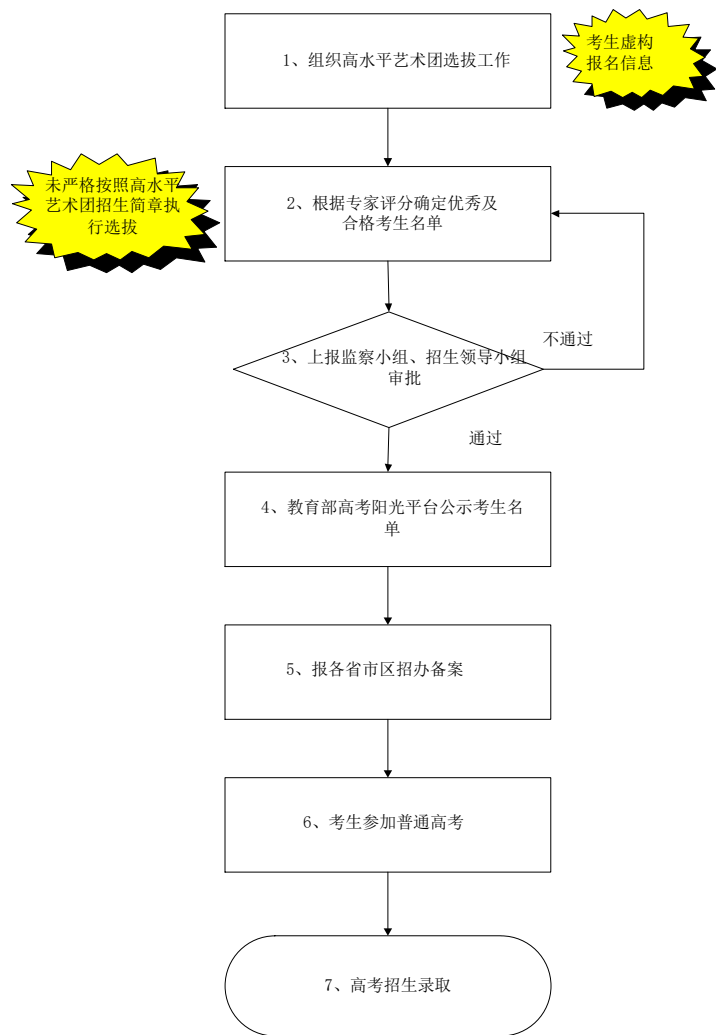 1、组织高水平艺术团选拔工作
考生虚构
报名信息
未严格按照高水平
艺术团招生简章执
行选拔
2、根据专家评分确定优秀及
合格考生名单
不通过
3、上报监察小组、招生领导小组
审批
通过
4、教育部高考阳光平台公示考生名
单
5、报各省市区招办备案
6、考生参加普通高考
7、高考招生录取